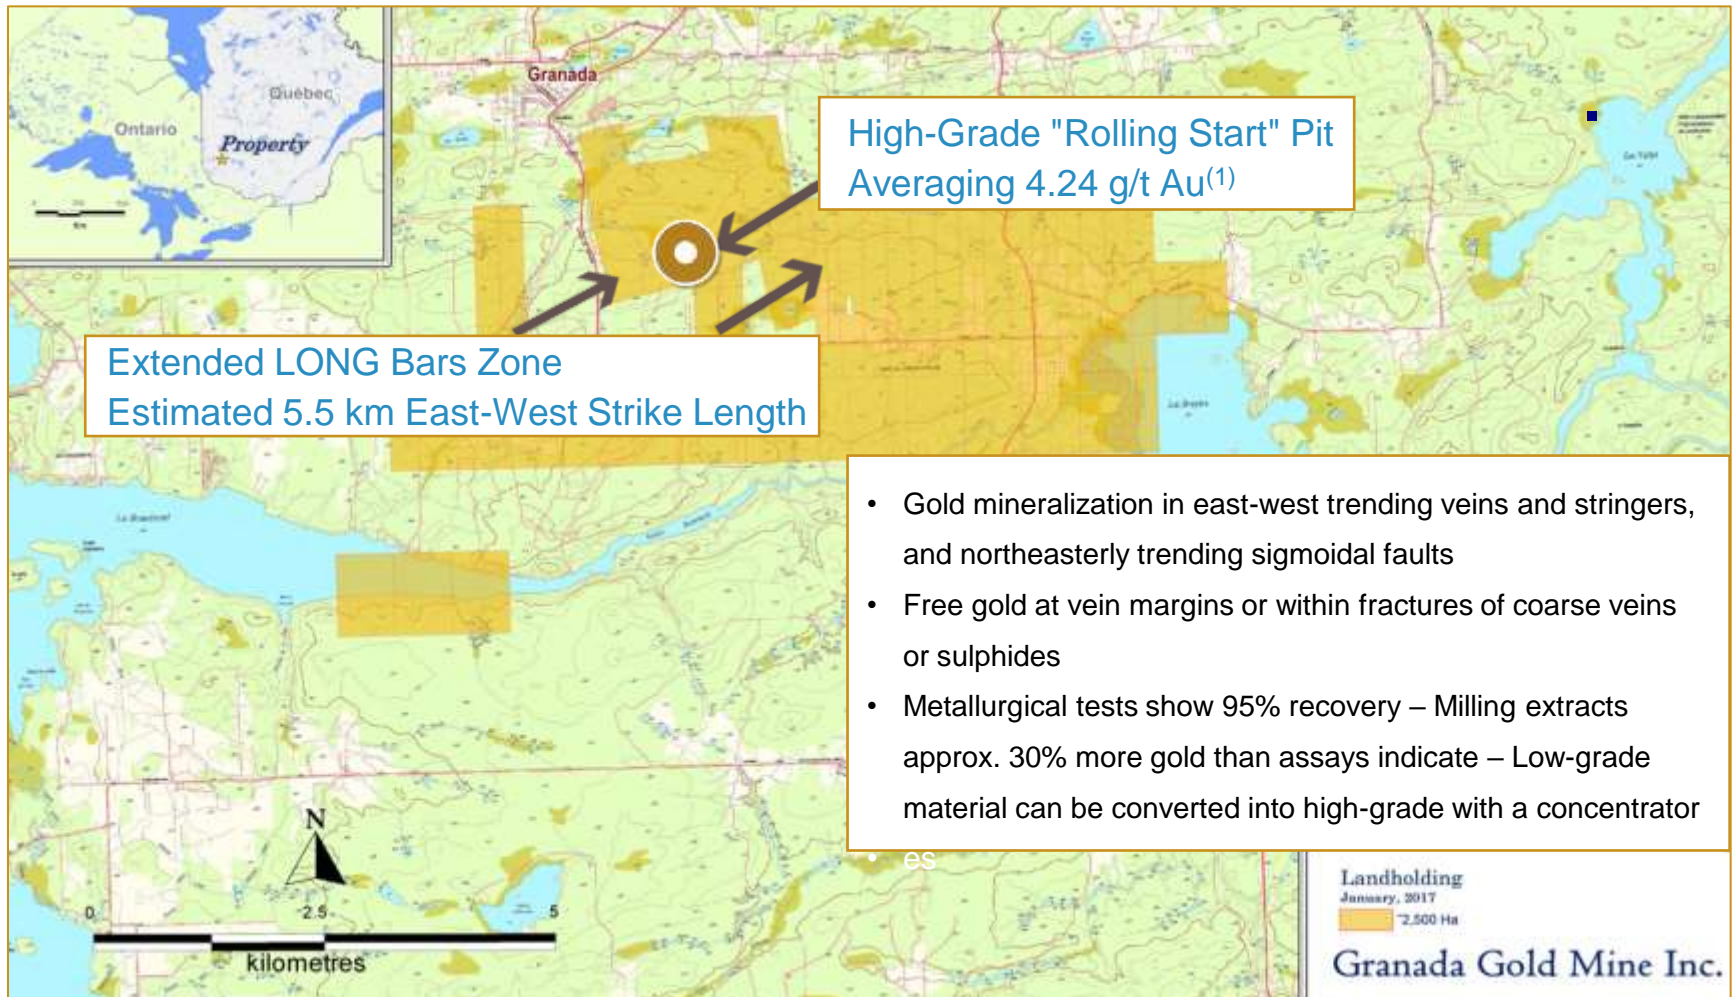 Québec
Ontario
Property
Granada
High-Grade "Rolling Start" Pit
Averaging 4.24 g/t Au(1)
Extended LONG Bars Zone
Estimated 5.5 km East-West Strike Length
• Gold mineralization in east-west trending veins and stringers,
and northeasterly trending sigmoidal faults
• Free gold at vein margins or within fractures of coarse veins
or sulphides
• Metallurgical tests show 95% recovery – Milling extracts
approx. 30% more gold than assays indicate – Low-grade
material can be converted into high-grade with a concentrator
• es
N
0 2.5 5
kilometres
Landholding
January, 2017
~2,500 Ha
Granada Gold Mine Inc.